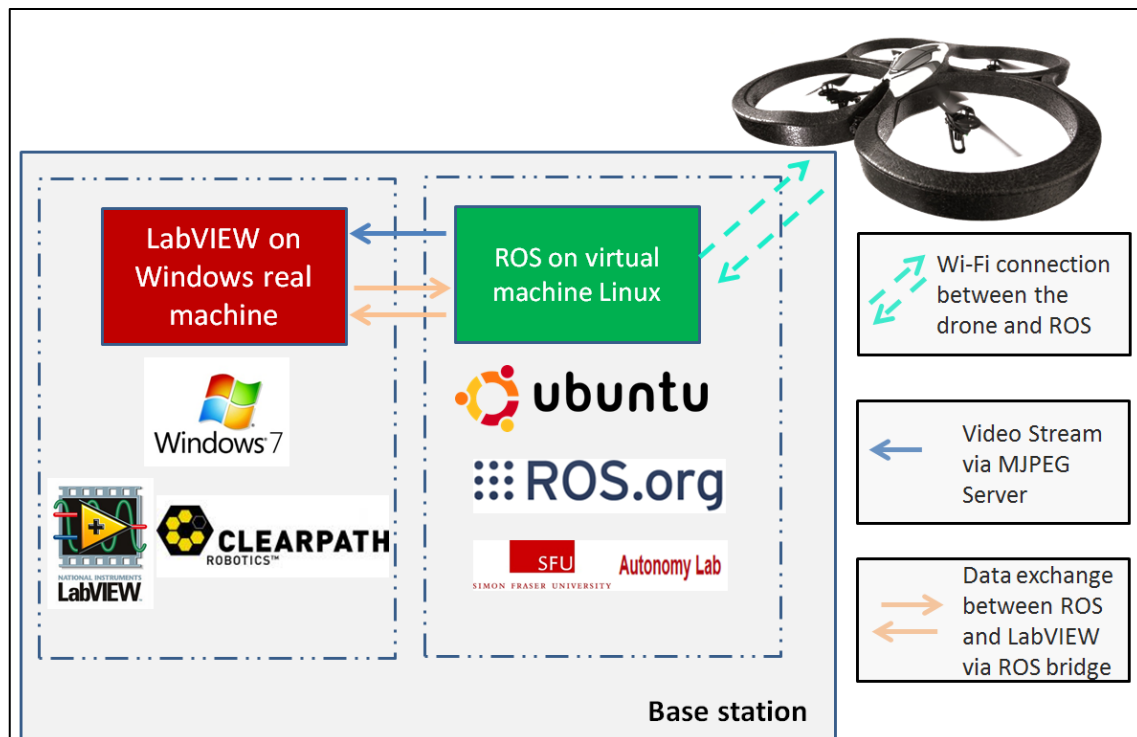 LabVIEW on
Windows real
machine
ROS on virtual
machine Linux
Wi-Fi connection
between the
drone and ROS
Windows 7
ubuntu
ROS.org
Video Stream
via MJPEG
Server
NATIONAL INSTRUMENTS
LabVIEW
CLEARPATH
ROBOTICS™
SFU
SIMON FRASER UNIVERSITY
Autonomy Lab
Data exchange
between ROS
and LabVIEW
via ROS bridge
Base station